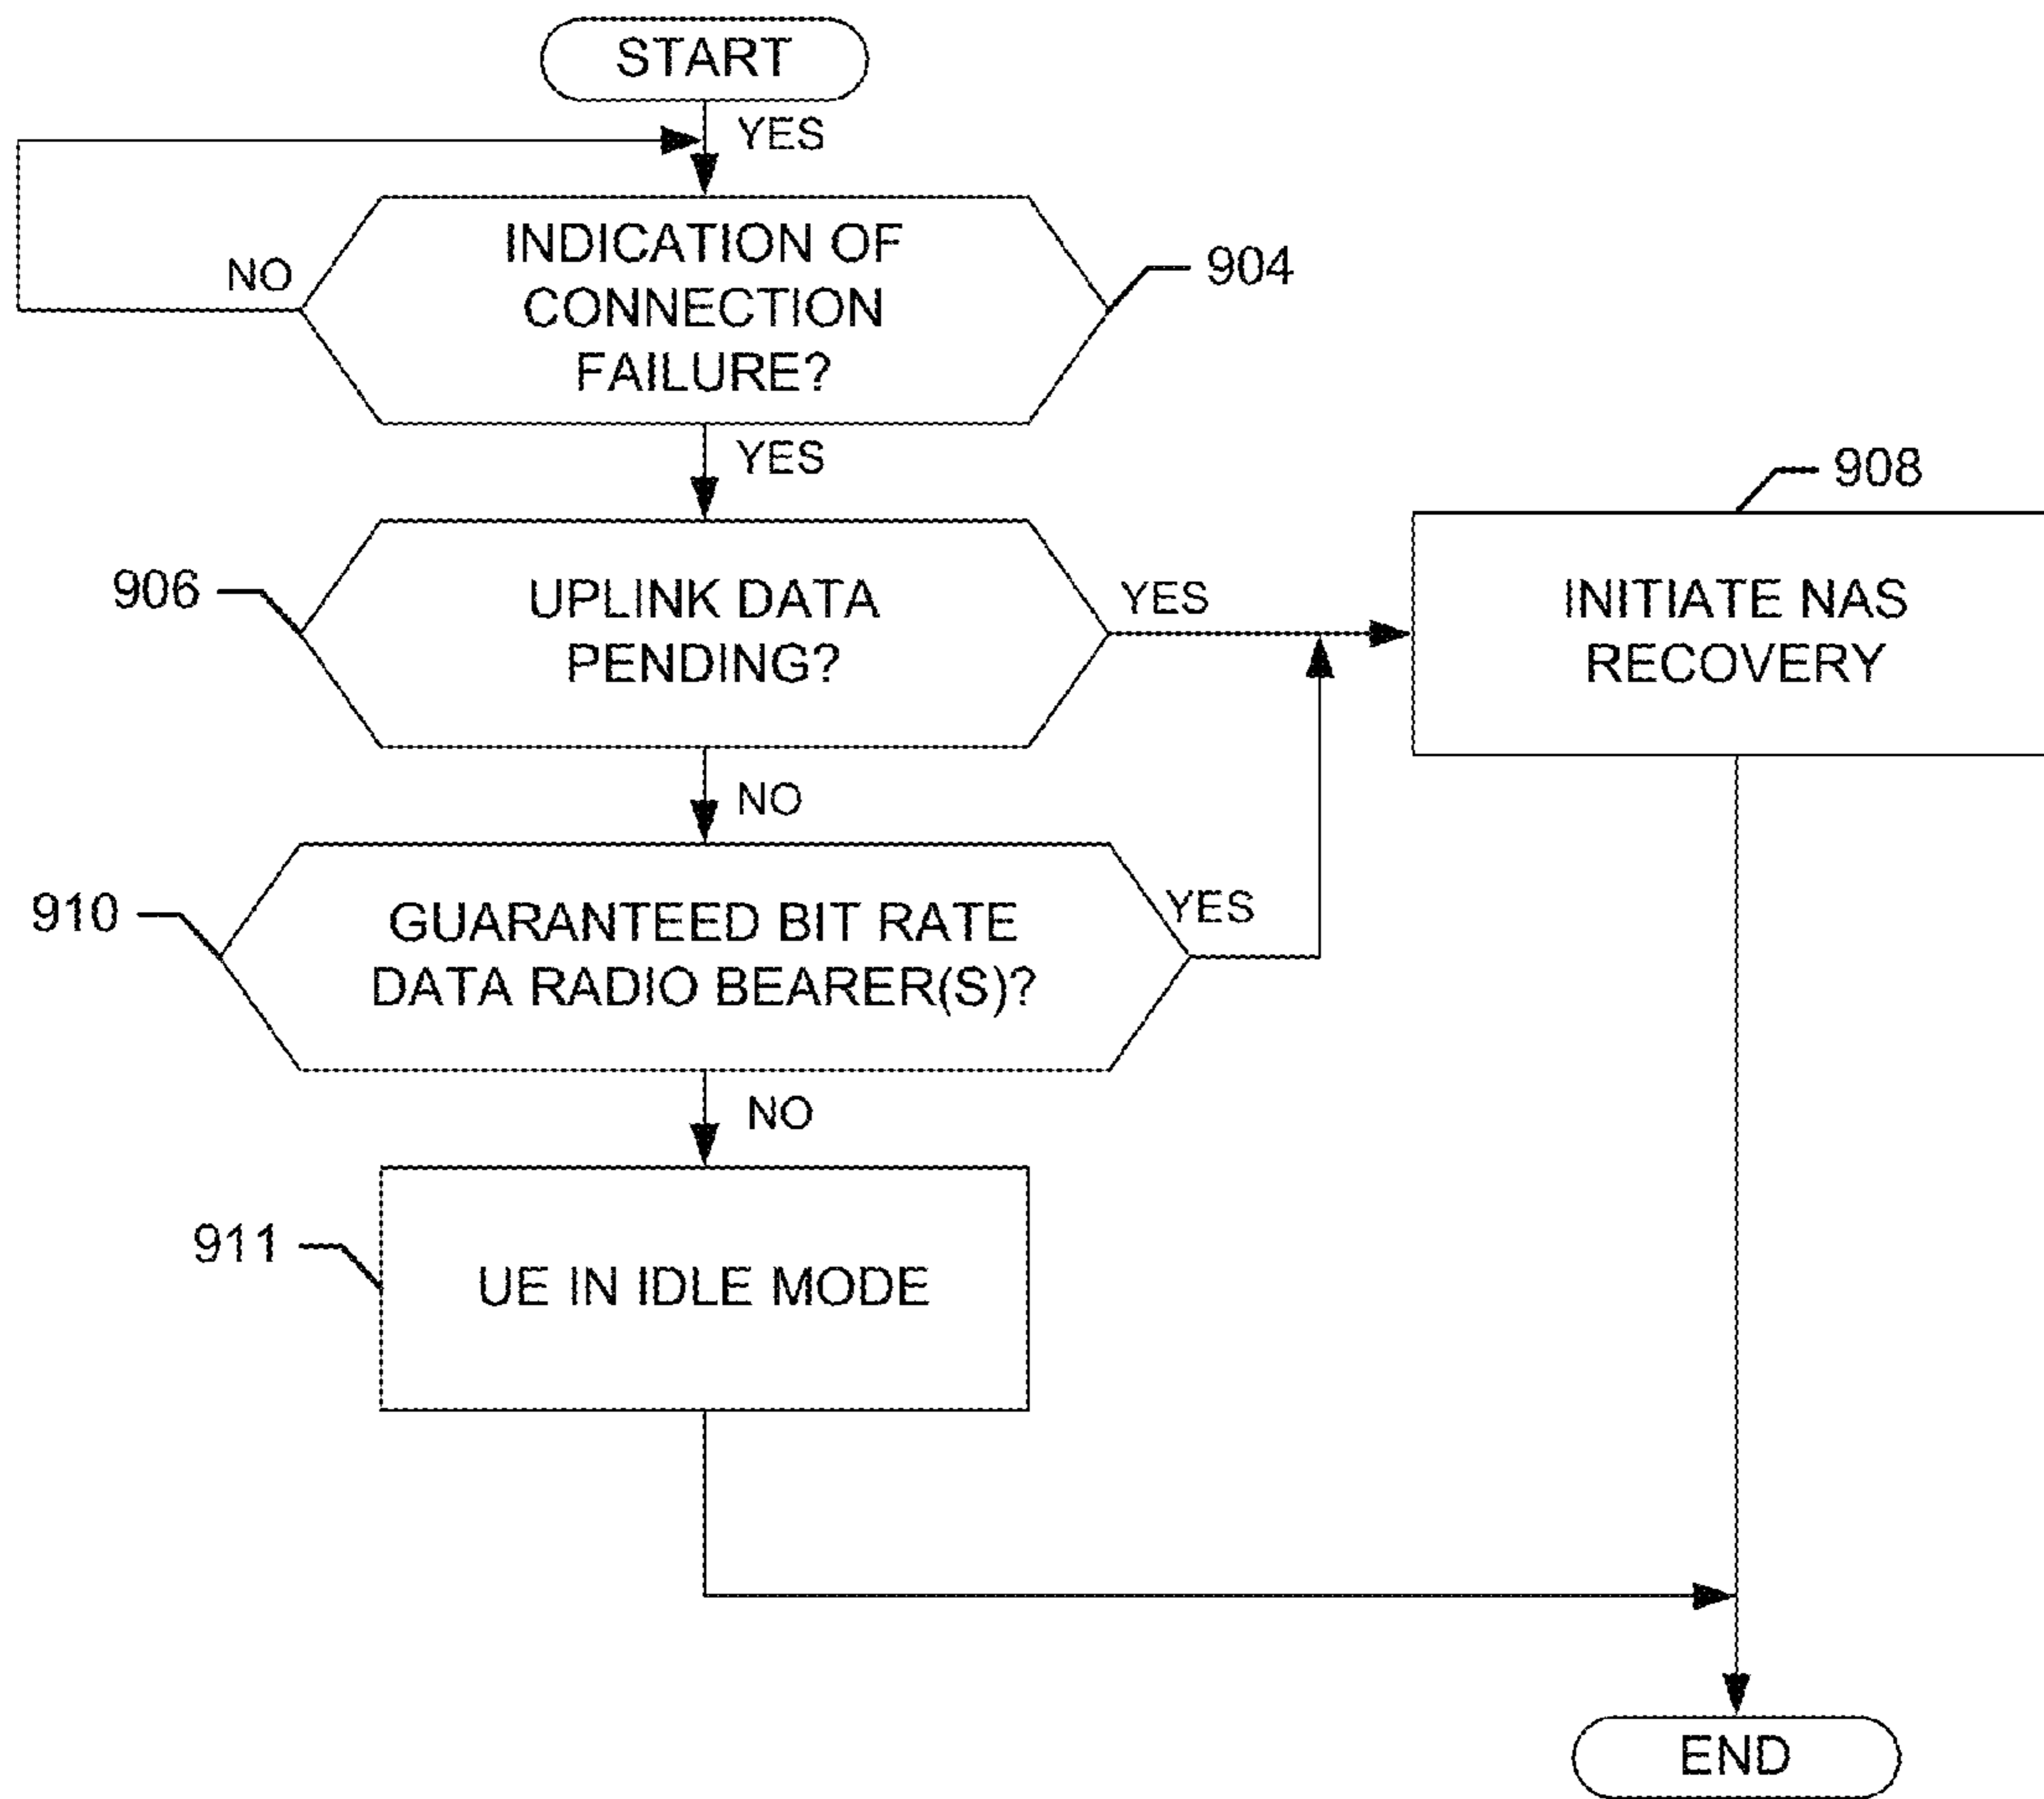 START
YES
INDICATION OF
CONNECTION
FAILURE?
904
NO
YES
908
906
UPLINK DATA
PENDING?
YES
INITIATE NAS
RECOVERY
NO
910
GUARANTEED BIT RATE
DATA RADIO BEARER(S)?
YES
NO
911
UE IN IDLE MODE
END